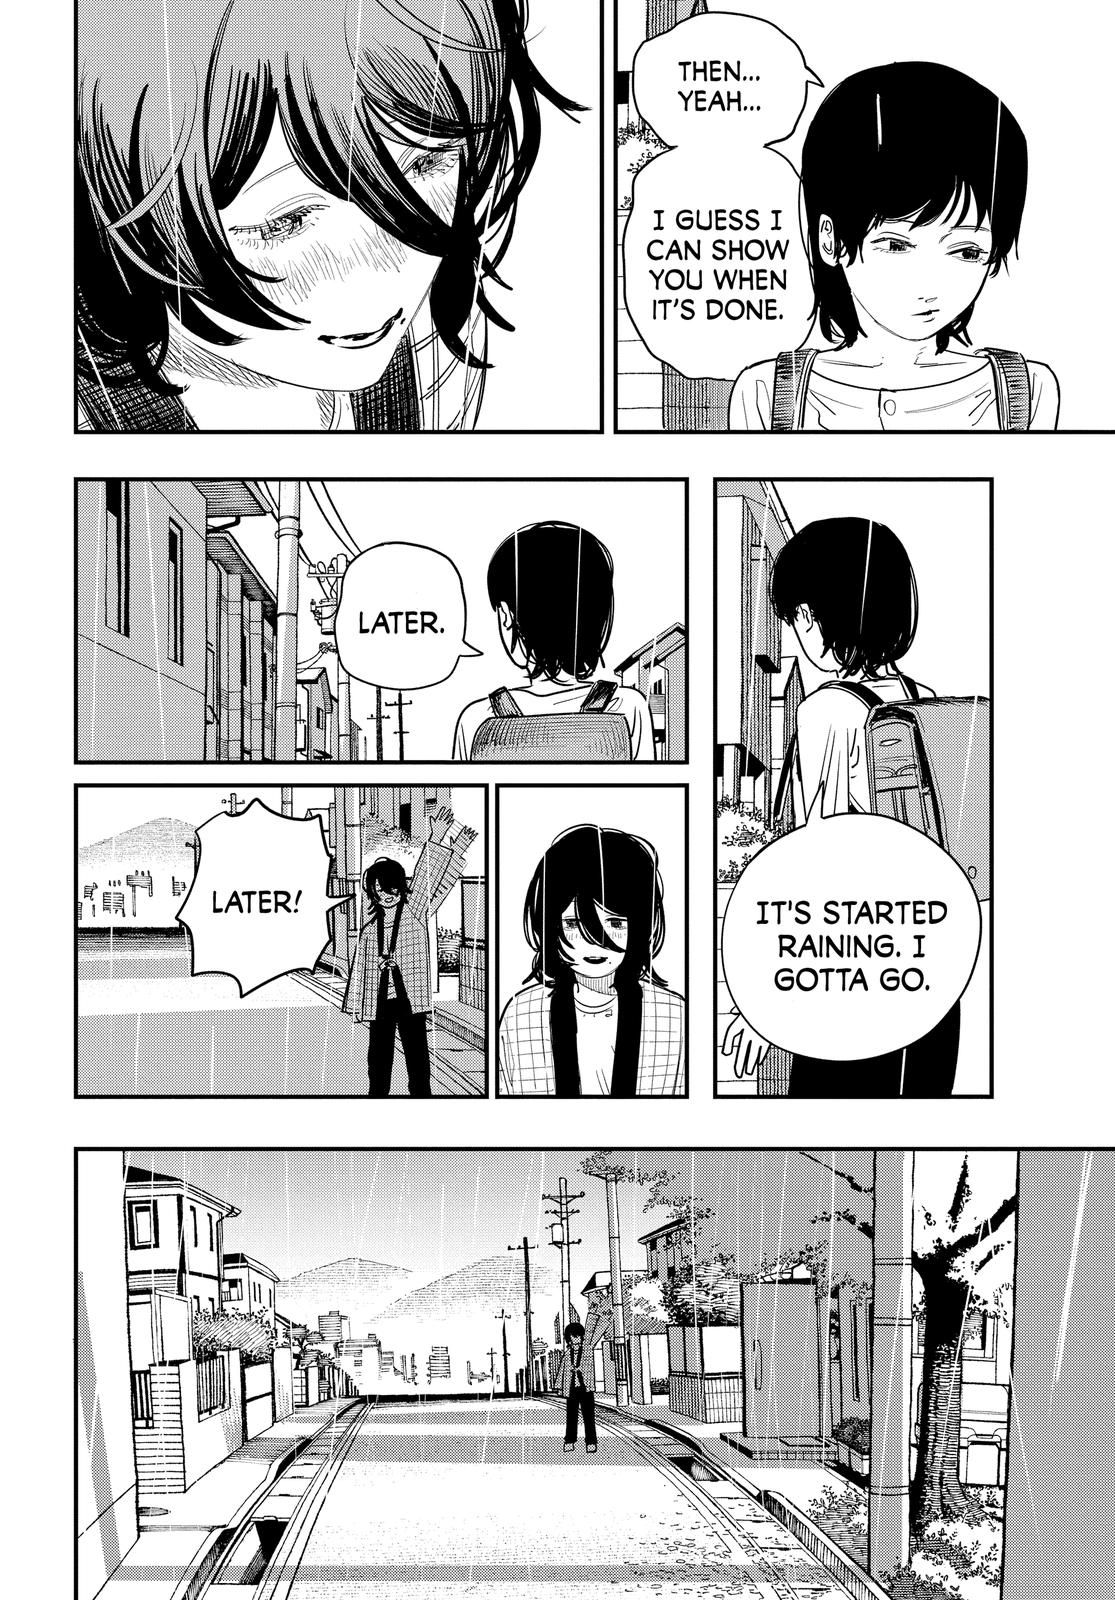 THEN...
YEAH...
I GUESS I
CAN SHOW
YOU WHEN
IT'S DONE.
IT'S STARTED
RAINING. I
GOTTA GO.
LATER.
LATER!